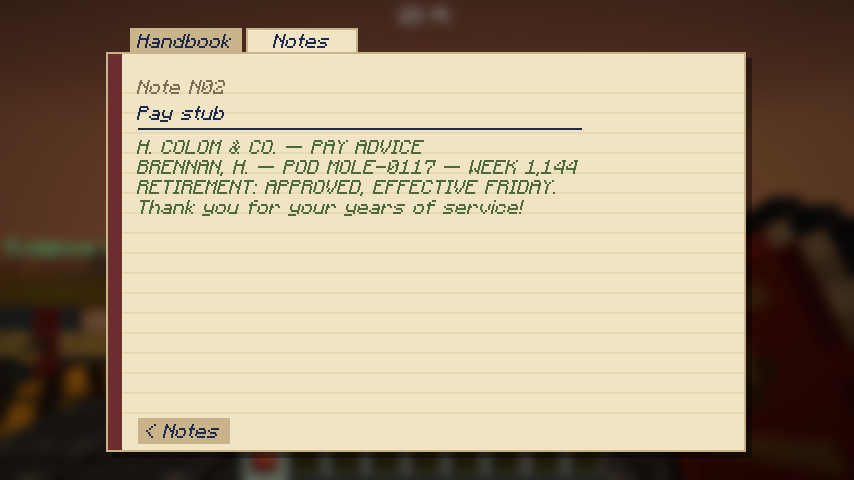 Handbook
Notes
Note N02
Pay stub
H. COLON & CO. — PAY ADVICE
BRENNAN, H. — POD MOLE-0117 — WEEK 1,144
RETIREMENT: APPROVED, EFFECTIVE FRIDAY.
Thank you for your years of service!
< Notes